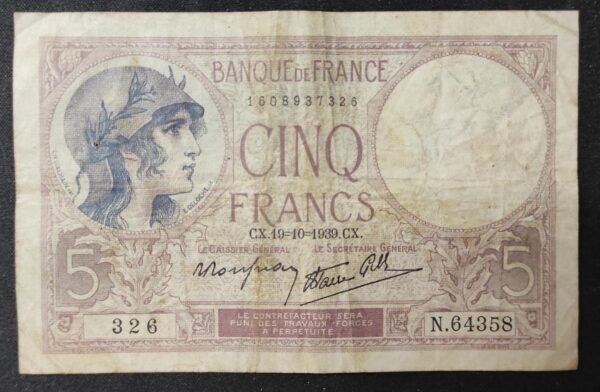 BANQUE DE FRANCE
1608937326
CINQ
FRANCS
CX.19-10-1939.CX.
LE CAISSIER GÉNÉRAL LE SECRÉTAIRE GÉNÉRAL
5 5
326 N.64358
LE CONTREFACTEUR SERA
PUNI DES TRAVAUX FORCÉS
À PERPÉTUITÉ